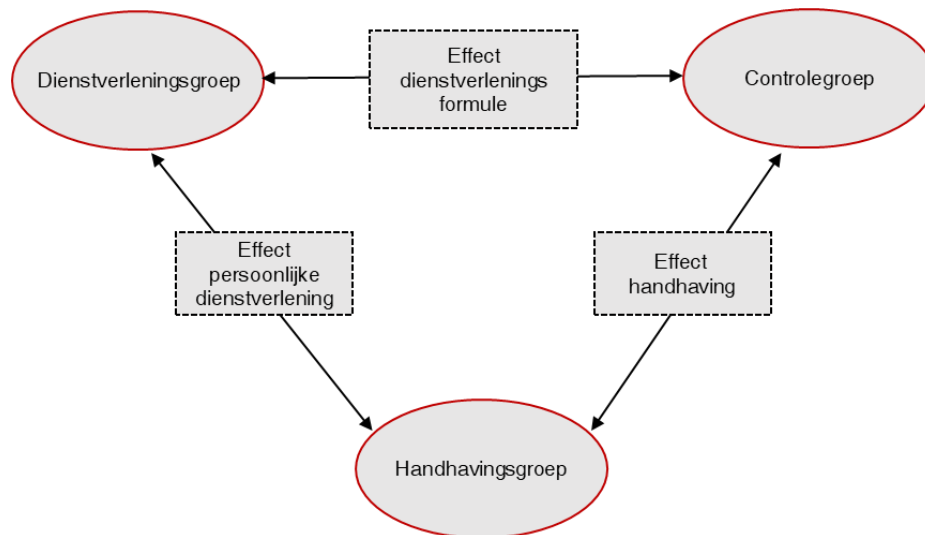 Dienstverleningsgroep
Effect
dienstverlenings
formule
Controlegroep
Effect
persoonlijke
dienstverlening
Effect
handhaving
Handhavingsgroep